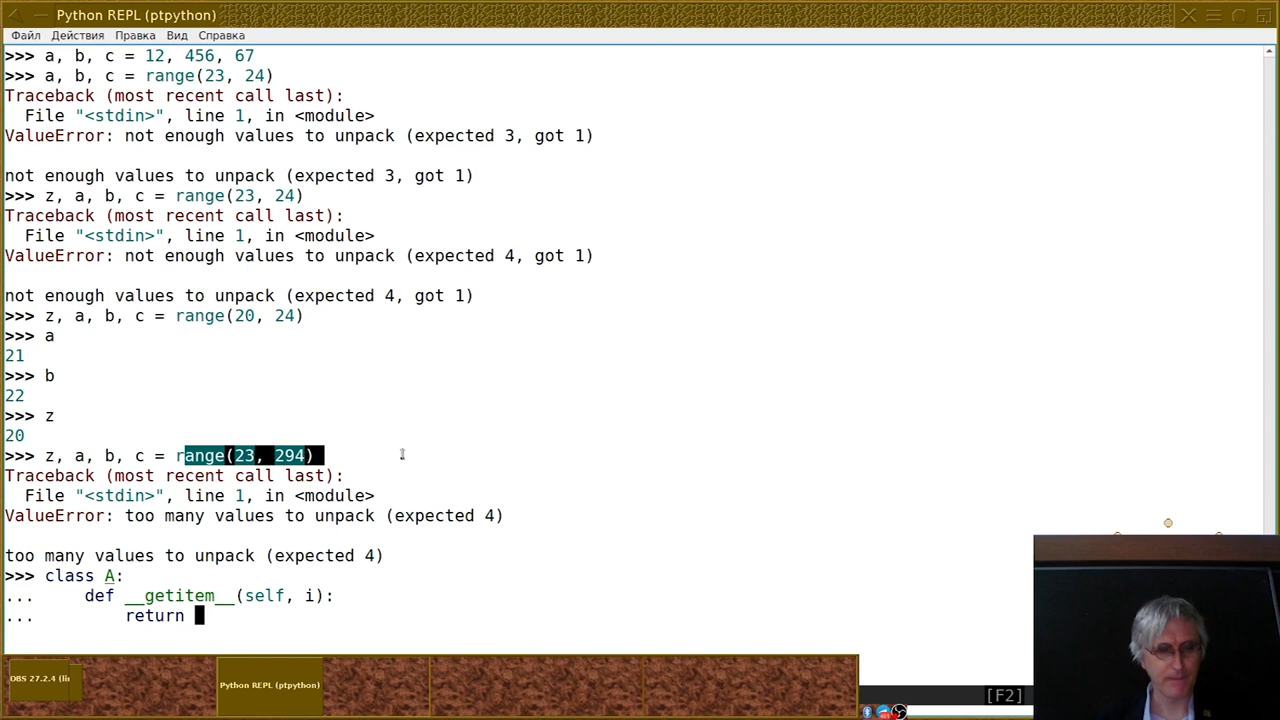 Python REPL (ptpython)
Файл Действия Правка Вид Справка
>>> a, b, c = 12, 456, 67
>>> a, b, c = range(23, 24)
Traceback (most recent call last):
  File "<stdin>", line 1, in <module>
ValueError: not enough values to unpack (expected 3, got 1)
not enough values to unpack (expected 3, got 1)
>>> z, a, b, c = range(23, 24)
Traceback (most recent call last):
  File "<stdin>", line 1, in <module>
ValueError: not enough values to unpack (expected 4, got 1)
not enough values to unpack (expected 4, got 1)
>>> z, a, b, c = range(20, 24)
>>> a
21
>>> b
22
>>> z
20
>>> z, a, b, c = range(23, 294)
Traceback (most recent call last):
  File "<stdin>", line 1, in <module>
ValueError: too many values to unpack (expected 4)
too many values to unpack (expected 4)
>>> class A:
...     def __getitem__(self, i):
...         return
[F2]
OBS 27.2.4 (lir
Python REPL (ptpython)